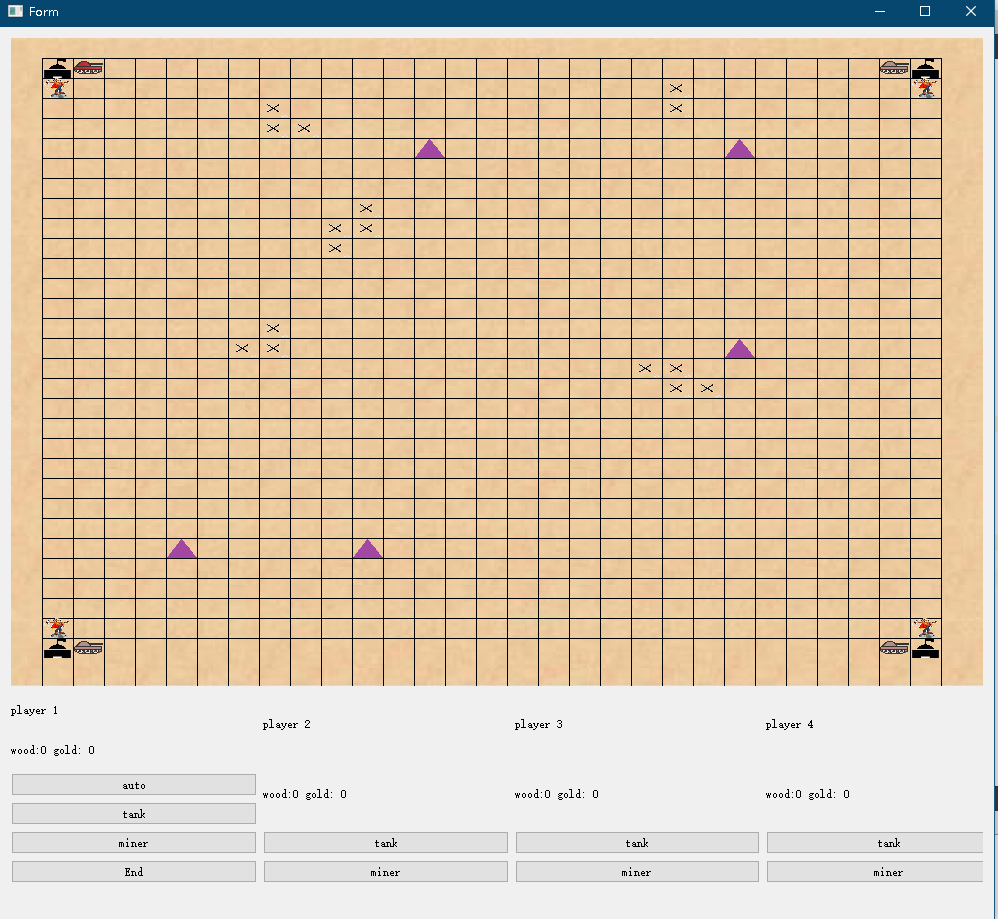 Form
player 1
player 2
player 3
player 4
wood:0 gold: 0
wood:0 gold: 0
wood:0 gold: 0
wood:0 gold: 0
auto
tank
miner
End
tank
miner
tank
miner
tank
miner